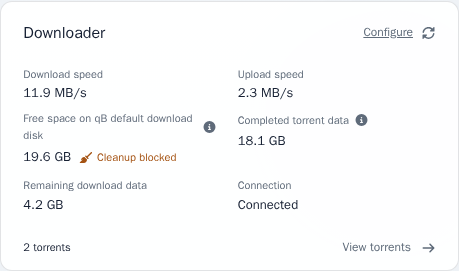 Downloader
Configure
Download speed
11.9 MB/s
Upload speed
2.3 MB/s
Free space on qB default download
disk
19.6 GB
Cleanup blocked
Completed torrent data
18.1 GB
Remaining download data
4.2 GB
Connection
Connected
2 torrents
View torrents